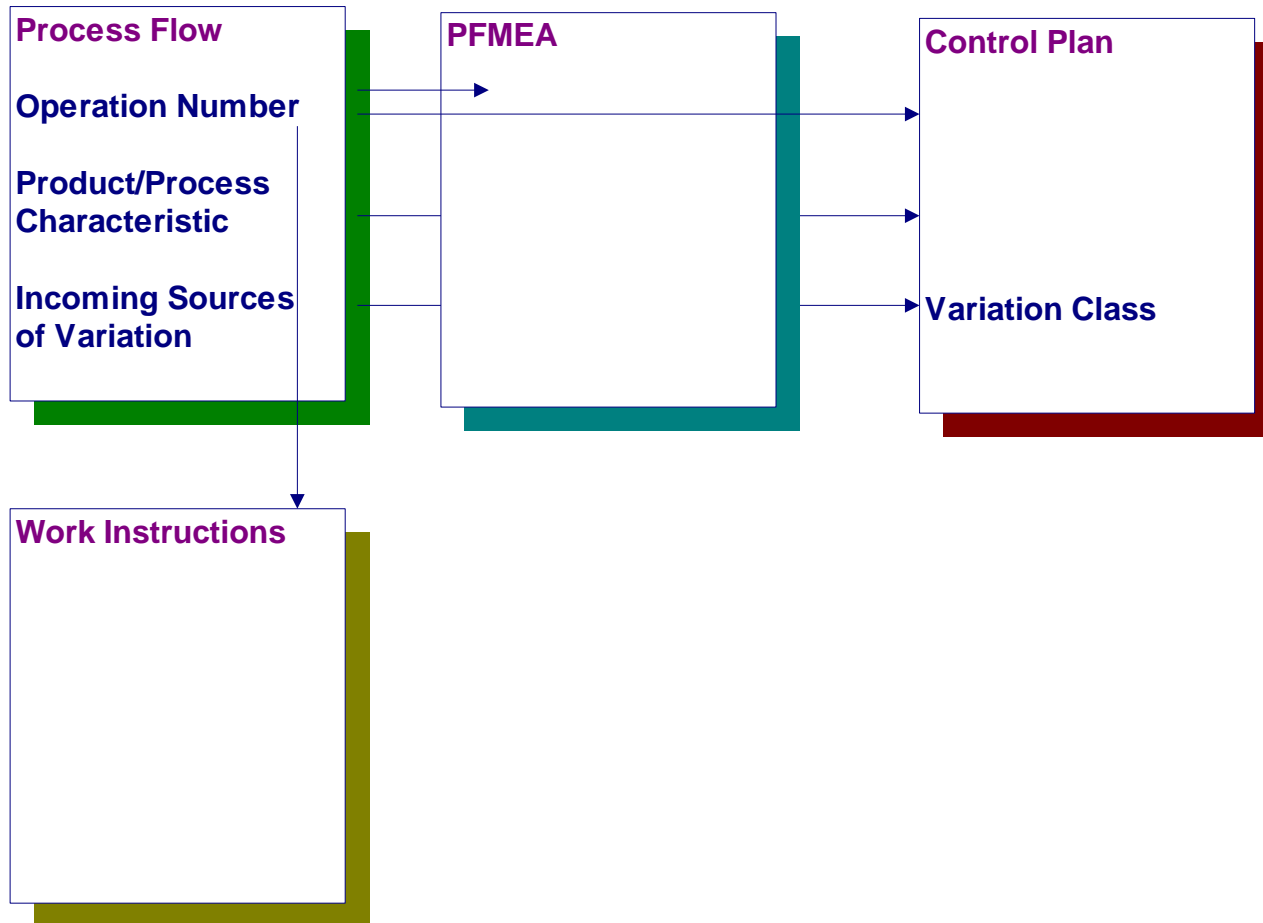 Process Flow
Operation Number
Product/Process
Characteristic
Incoming Sources
of Variation
PFMEA
Control Plan
Variation Class
Work Instructions